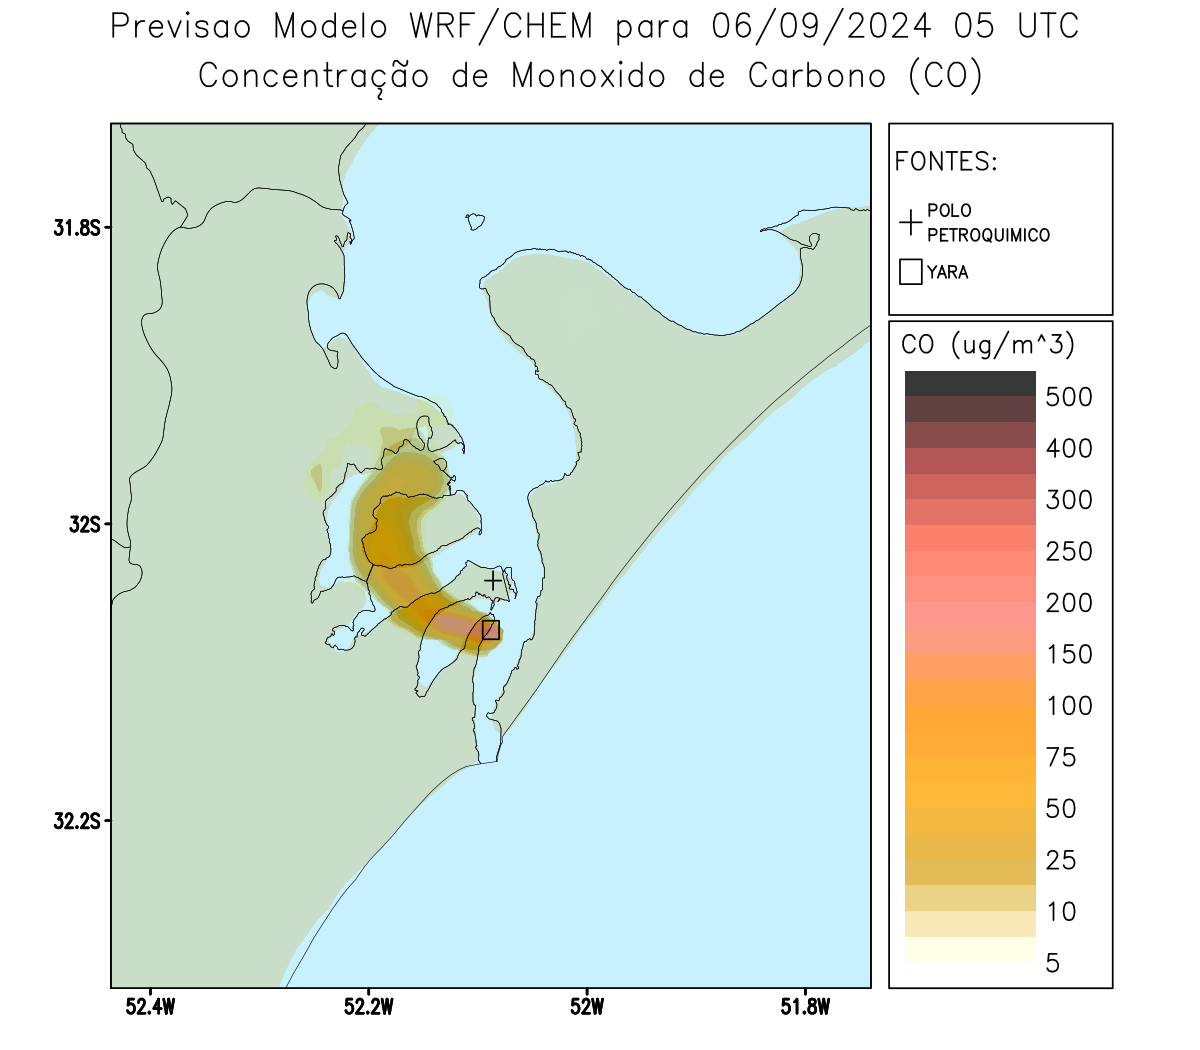 Previsao Modelo WRF/CHEM para 06/09/2024 05 UTC
Concentração de Monoxido de Carbono (CO)
FONTES:
POLO
PETROQUIMICO
YARA
CO (ug/m^3)
500
400
300
250
200
150
100
75
50
25
10
5
31.8S
32S
32.2S
52.4W
52.2W
52W
51.8W